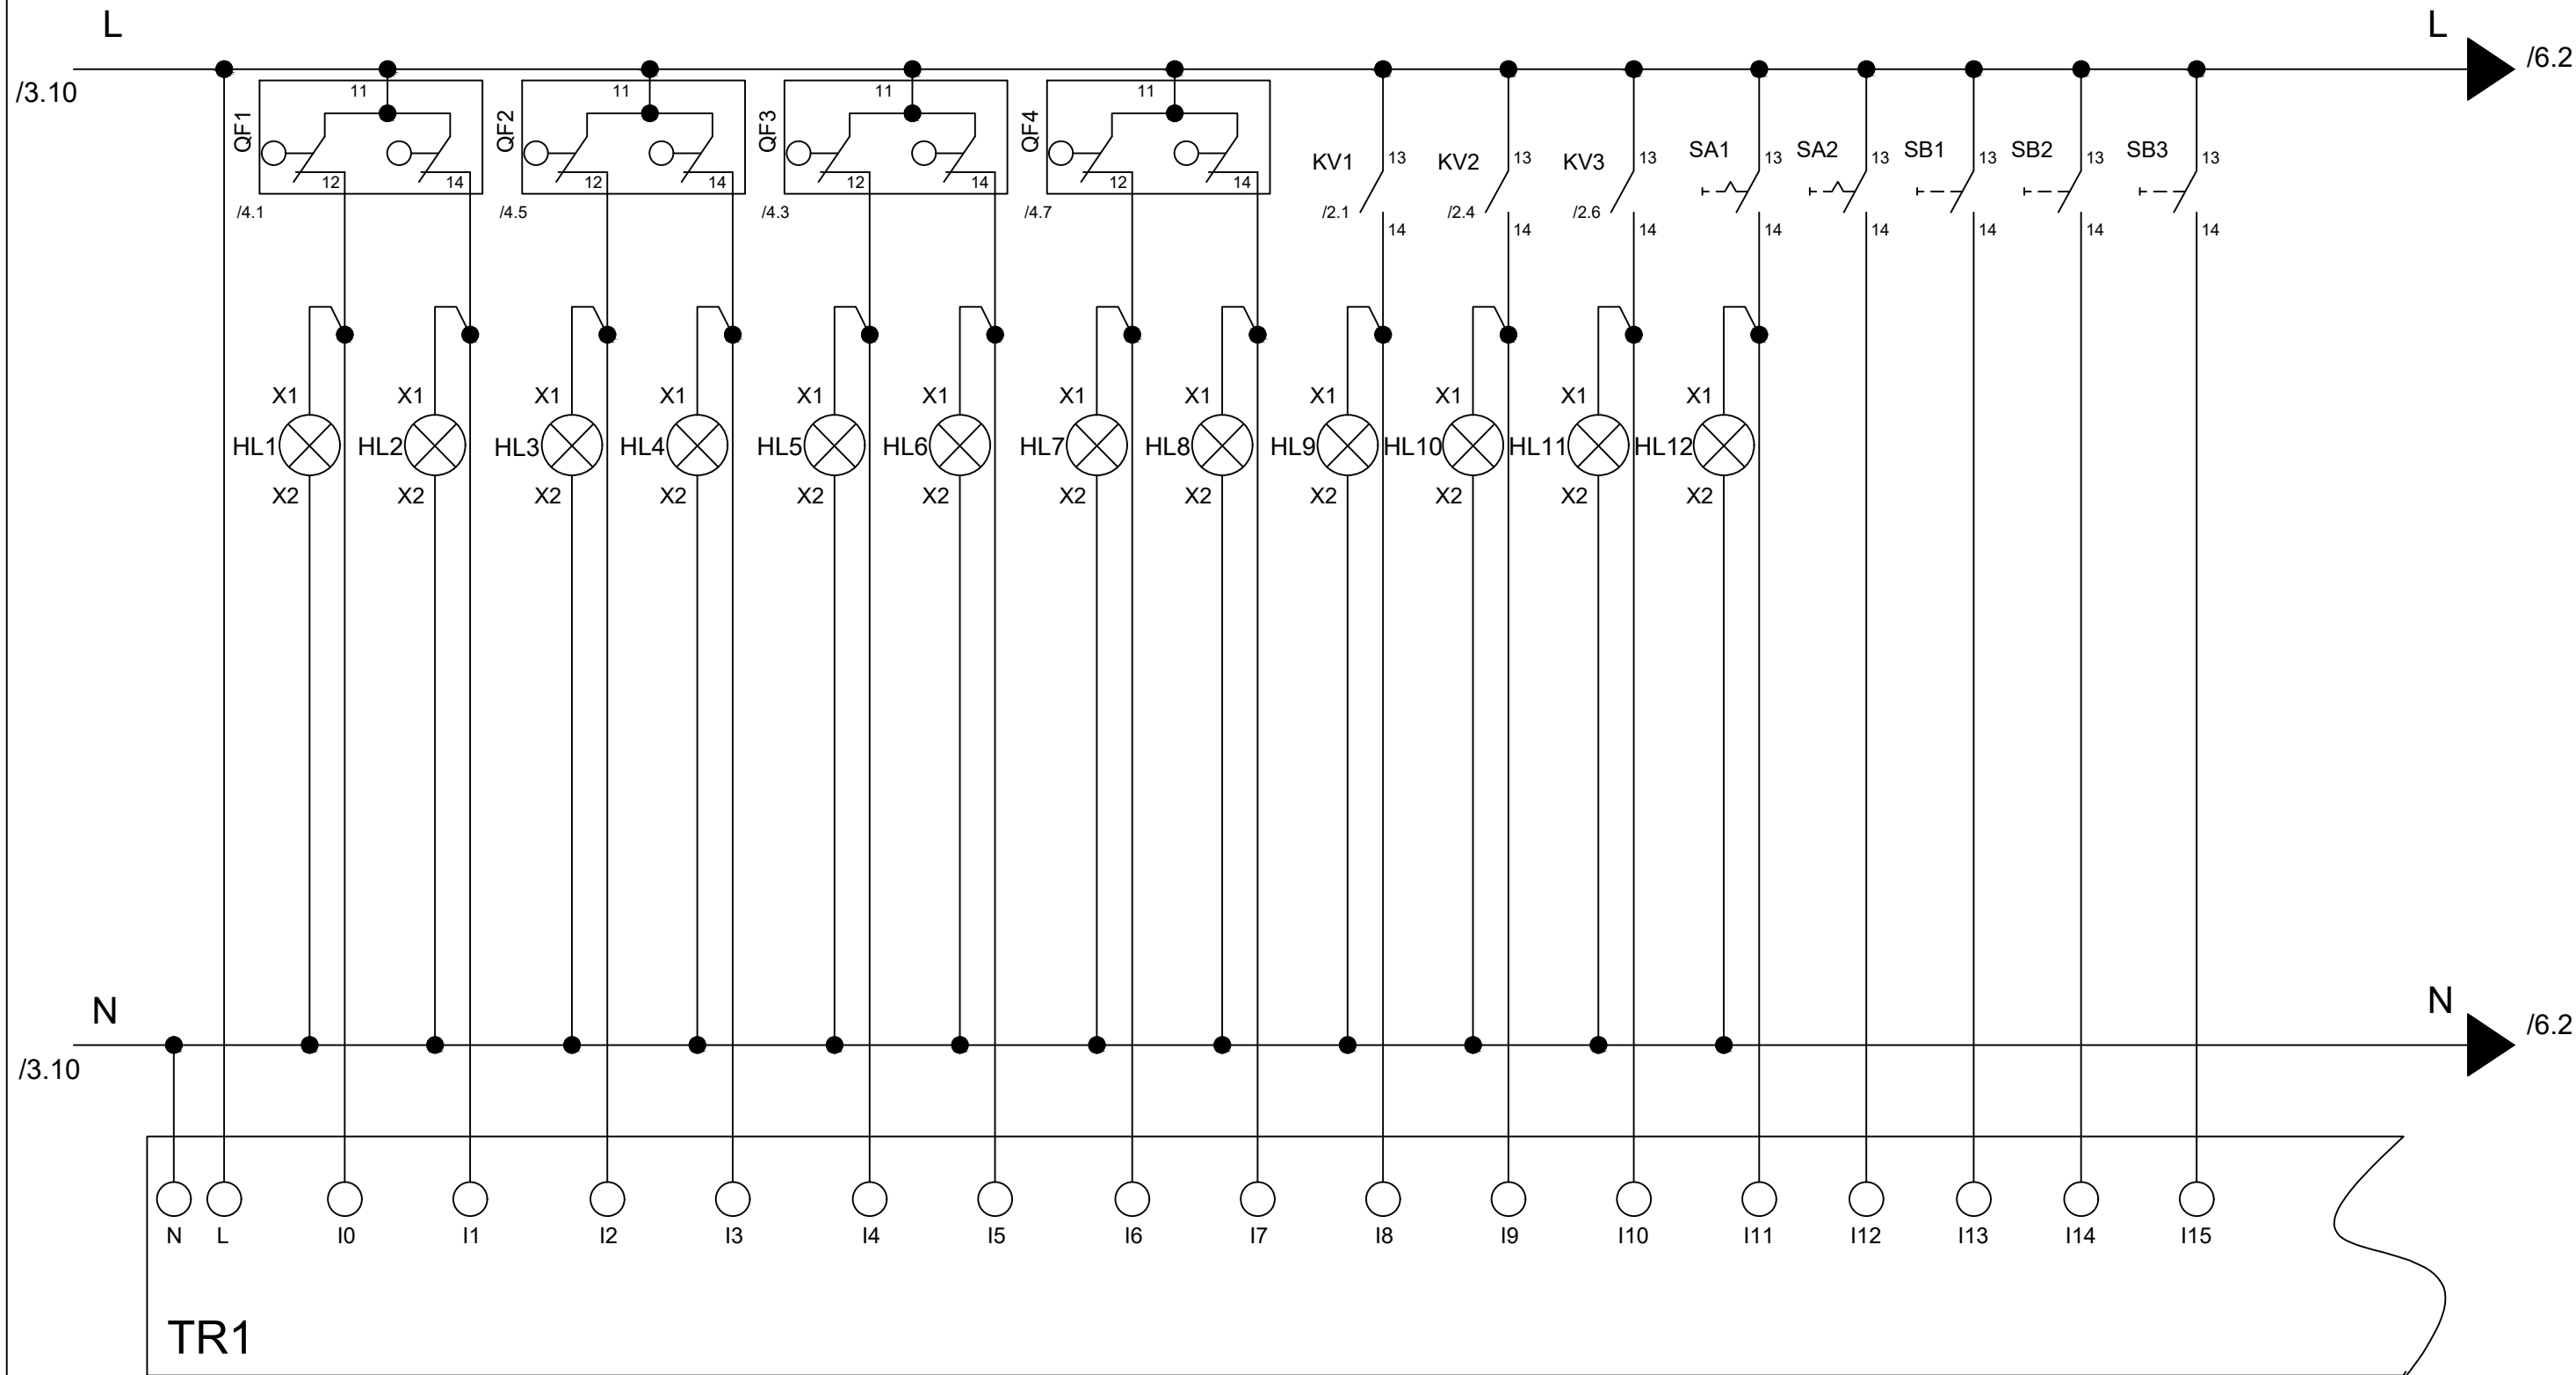 L L
/3.10 /6.2
QF1 11 12 14 /4.1
QF2 11 12 14 /4.5
QF3 11 12 14 /4.3
QF4 11 12 14 /4.7
KV1 13 /2.1 14
KV2 13 /2.4 14
KV3 13 /2.6 14
SA1 13 14
SA2 13 14
SB1 13 14
SB2 13 14
SB3 13 14
X1 X1 X1 X1 X1 X1 X1 X1 X1 X1 X1 X1
HL1 HL2 HL3 HL4 HL5 HL6 HL7 HL8 HL9 HL10 HL11 HL12
X2 X2 X2 X2 X2 X2 X2 X2 X2 X2 X2 X2
N N
/3.10 /6.2
N L I0 I1 I2 I3 I4 I5 I6 I7 I8 I9 I10 I11 I12 I13 I14 I15
TR1